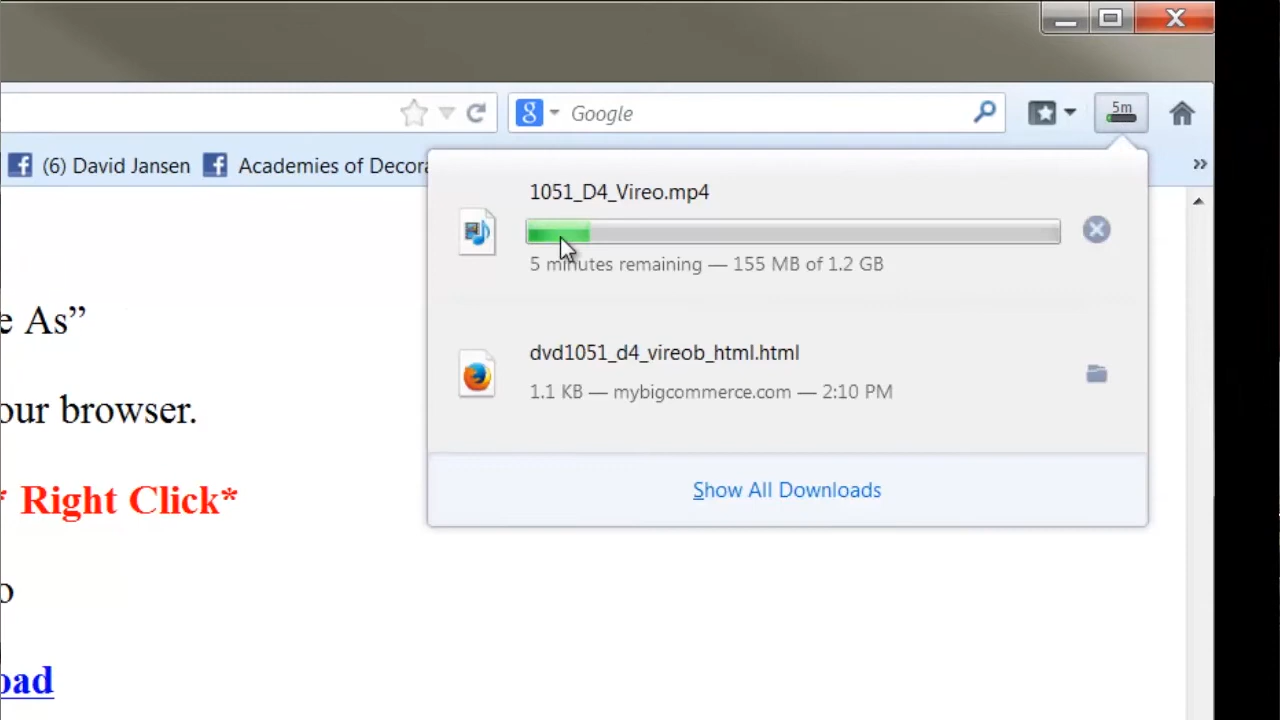 Google
5m
(6) David Jansen
Academies of Decora
»
1051_D4_Vireo.mp4
5 minutes remaining — 155 MB of 1.2 GB
e As”
dvd1051_d4_vireob_html.html
1.1 KB — mybigcommerce.com — 2:10 PM
our browser.
Show All Downloads
* Right Click*
o
oad